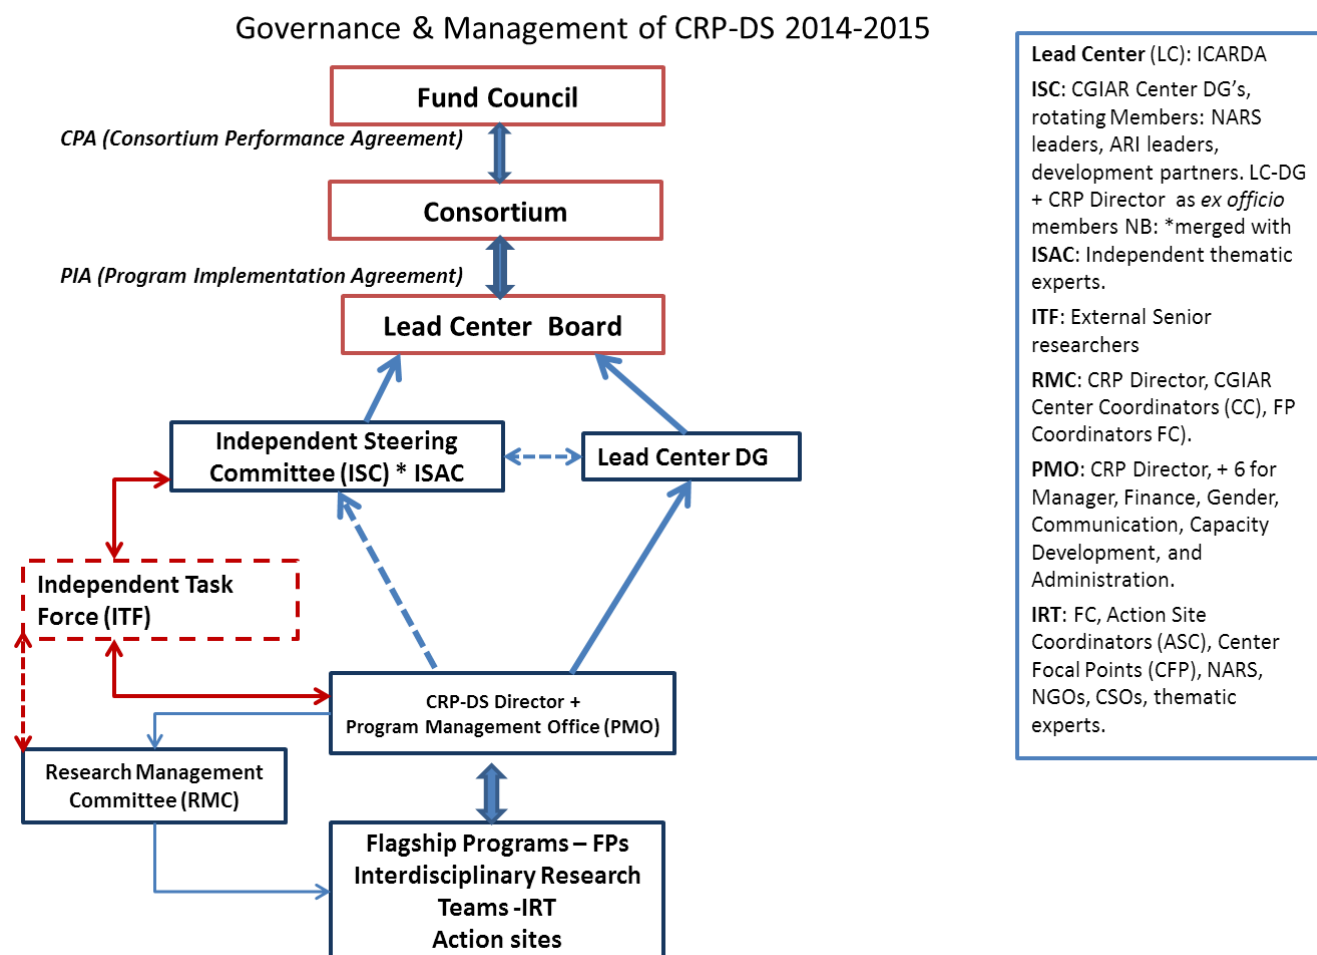 Governance & Management of CRP-DS 2014-2015
Fund Council
CPA (Consortium Performance Agreement)
Consortium
PIA (Program Implementation Agreement)
Lead Center Board
Independent Steering
Committee (ISC) * ISAC
Lead Center DG
Independent Task
Force (ITF)
CRP-DS Director +
Program Management Office (PMO)
Research Management
Committee (RMC)
Flagship Programs – FPs
Interdisciplinary Research
Teams -IRT
Action sites
Lead Center (LC): ICARDA
ISC: CGIAR Center DG’s,
rotating Members: NARS
leaders, ARI leaders,
development partners. LC-DG
+ CRP Director as ex officio
members NB: *merged with
ISAC: Independent thematic
experts.
ITF: External Senior
researchers
RMC: CRP Director, CGIAR
Center Coordinators (CC), FP
Coordinators FC).
PMO: CRP Director, + 6 for
Manager, Finance, Gender,
Communication, Capacity
Development, and
Administration.
IRT: FC, Action Site
Coordinators (ASC), Center
Focal Points (CFP), NARS,
NGOs, CSOs, thematic
experts.